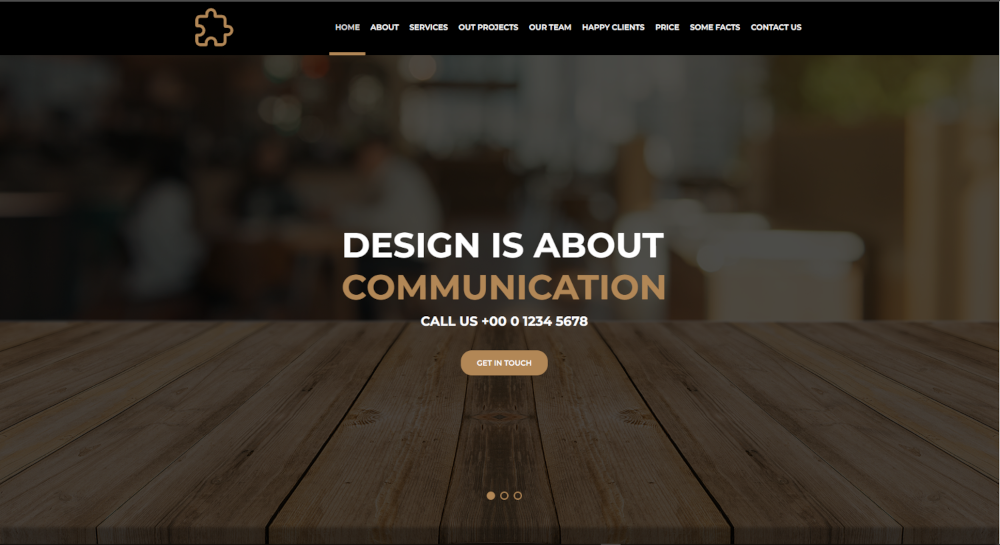 HOME ABOUT SERVICES OUT PROJECTS OUR TEAM HAPPY CLIENTS PRICE SOME FACTS CONTACT US
DESIGN IS ABOUT
COMMUNICATION
CALL US +00 0 1234 5678
GET IN TOUCH